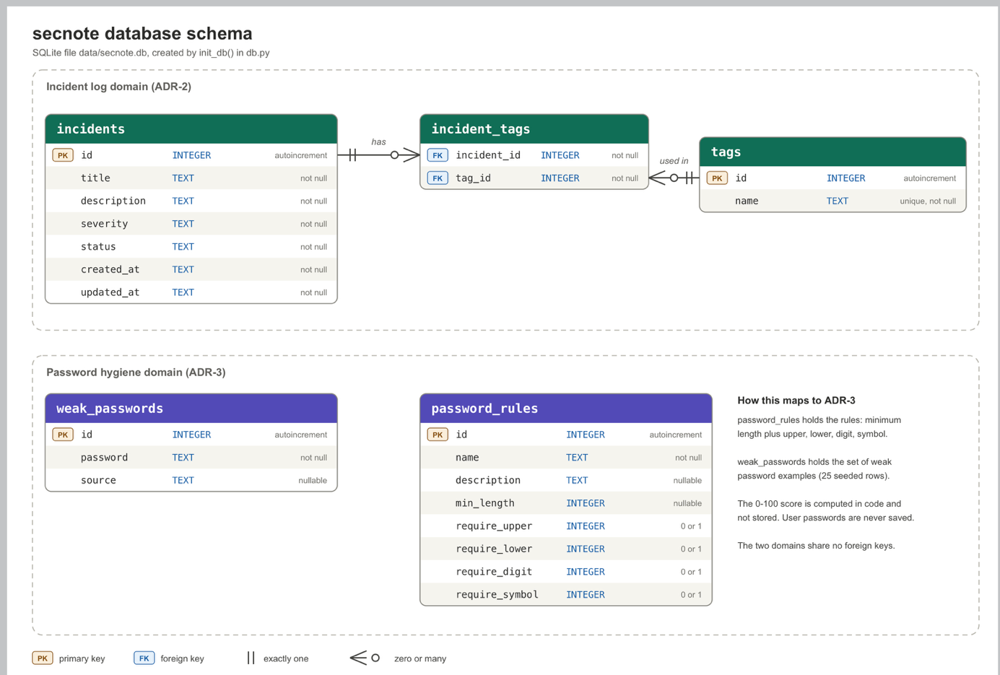 secnote database schema
SQLite file data/secnote.db, created by init_db() in db.py
Incident log domain (ADR-2)
incidents
PK id INTEGER autoincrement
title TEXT not null
description TEXT not null
severity TEXT not null
status TEXT not null
created_at TEXT not null
updated_at TEXT not null
has
incident_tags
FK incident_id INTEGER not null
FK tag_id INTEGER not null
used in
tags
PK id INTEGER autoincrement
name TEXT unique, not null
Password hygiene domain (ADR-3)
weak_passwords
PK id INTEGER autoincrement
password TEXT not null
source TEXT nullable
password_rules
PK id INTEGER autoincrement
name TEXT not null
description TEXT nullable
min_length INTEGER nullable
require_upper INTEGER 0 or 1
require_lower INTEGER 0 or 1
require_digit INTEGER 0 or 1
require_symbol INTEGER 0 or 1
How this maps to ADR-3
password_rules holds the rules: minimum
length plus upper, lower, digit, symbol.
weak_passwords holds the set of weak
password examples (25 seeded rows).
The 0-100 score is computed in code and
not stored. User passwords are never saved.
The two domains share no foreign keys.
PK primary key FK foreign key exactly one zero or many